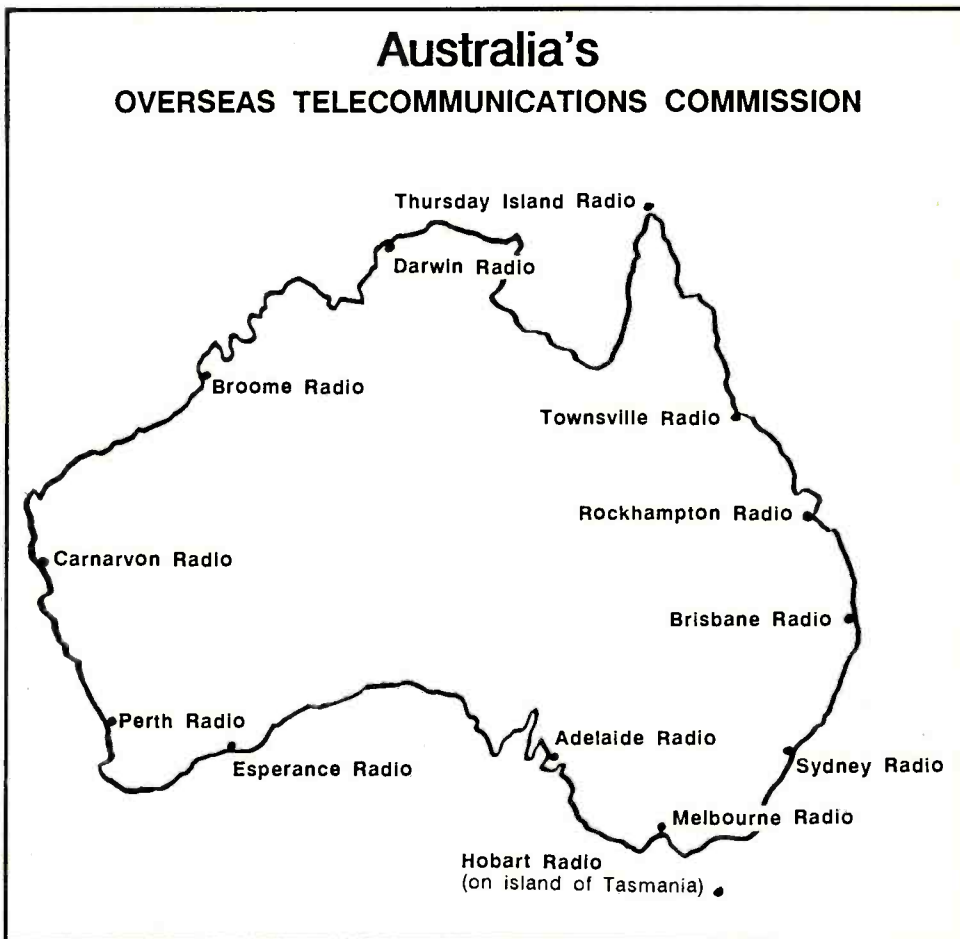 Australia's
OVERSEAS TELECOMMUNICATIONS COMMISSION
Thursday Island Radio
Darwin Radio
Broome Radio
Townsville Radio
Rockhampton Radio
Carnarvon Radio
Brisbane Radio
Perth Radio
Esperance Radio
Adelaide Radio
Sydney Radio
Melbourne Radio
Hobart Radio
(on island of Tasmania)